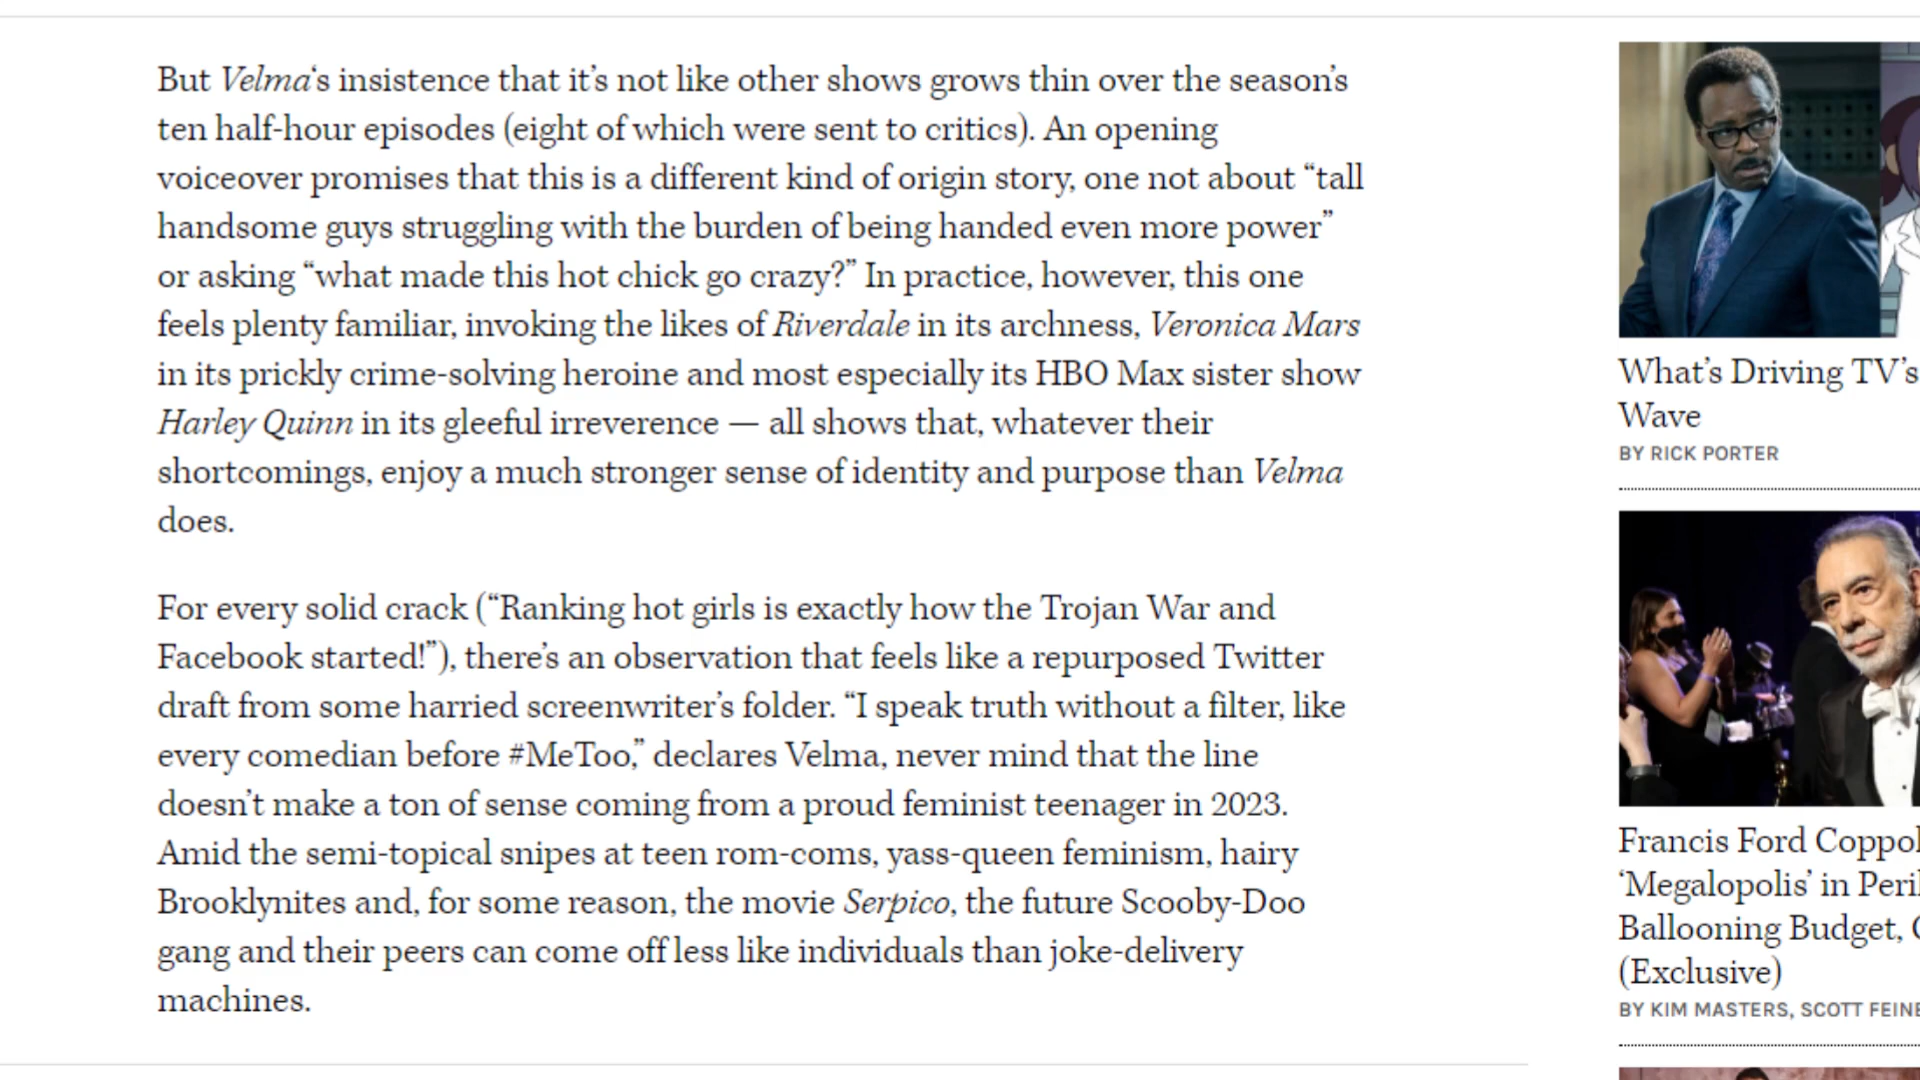 But Velma‘s insistence that it’s not like other shows grows thin over the season’s
ten half-hour episodes (eight of which were sent to critics). An opening
voiceover promises that this is a different kind of origin story, one not about “tall
handsome guys struggling with the burden of being handed even more power”
or asking “what made this hot chick go crazy?” In practice, however, this one
feels plenty familiar, invoking the likes of Riverdale in its archness, Veronica Mars
in its prickly crime-solving heroine and most especially its HBO Max sister show
Harley Quinn in its gleeful irreverence — all shows that, whatever their
shortcomings, enjoy a much stronger sense of identity and purpose than Velma
does.
For every solid crack (“Ranking hot girls is exactly how the Trojan War and
Facebook started!”), there’s an observation that feels like a repurposed Twitter
draft from some harried screenwriter’s folder. “I speak truth without a filter, like
every comedian before #MeToo,” declares Velma, never mind that the line
doesn’t make a ton of sense coming from a proud feminist teenager in 2023.
Amid the semi-topical snipes at teen rom-coms, yass-queen feminism, hairy
Brooklynites and, for some reason, the movie Serpico, the future Scooby-Doo
gang and their peers can come off less like individuals than joke-delivery
machines.
What’s Driving TV’s
Wave
BY RICK PORTER
Francis Ford Coppol
‘Megalopolis’ in Peril
Ballooning Budget,
(Exclusive)
BY KIM MASTERS, SCOTT FEINE